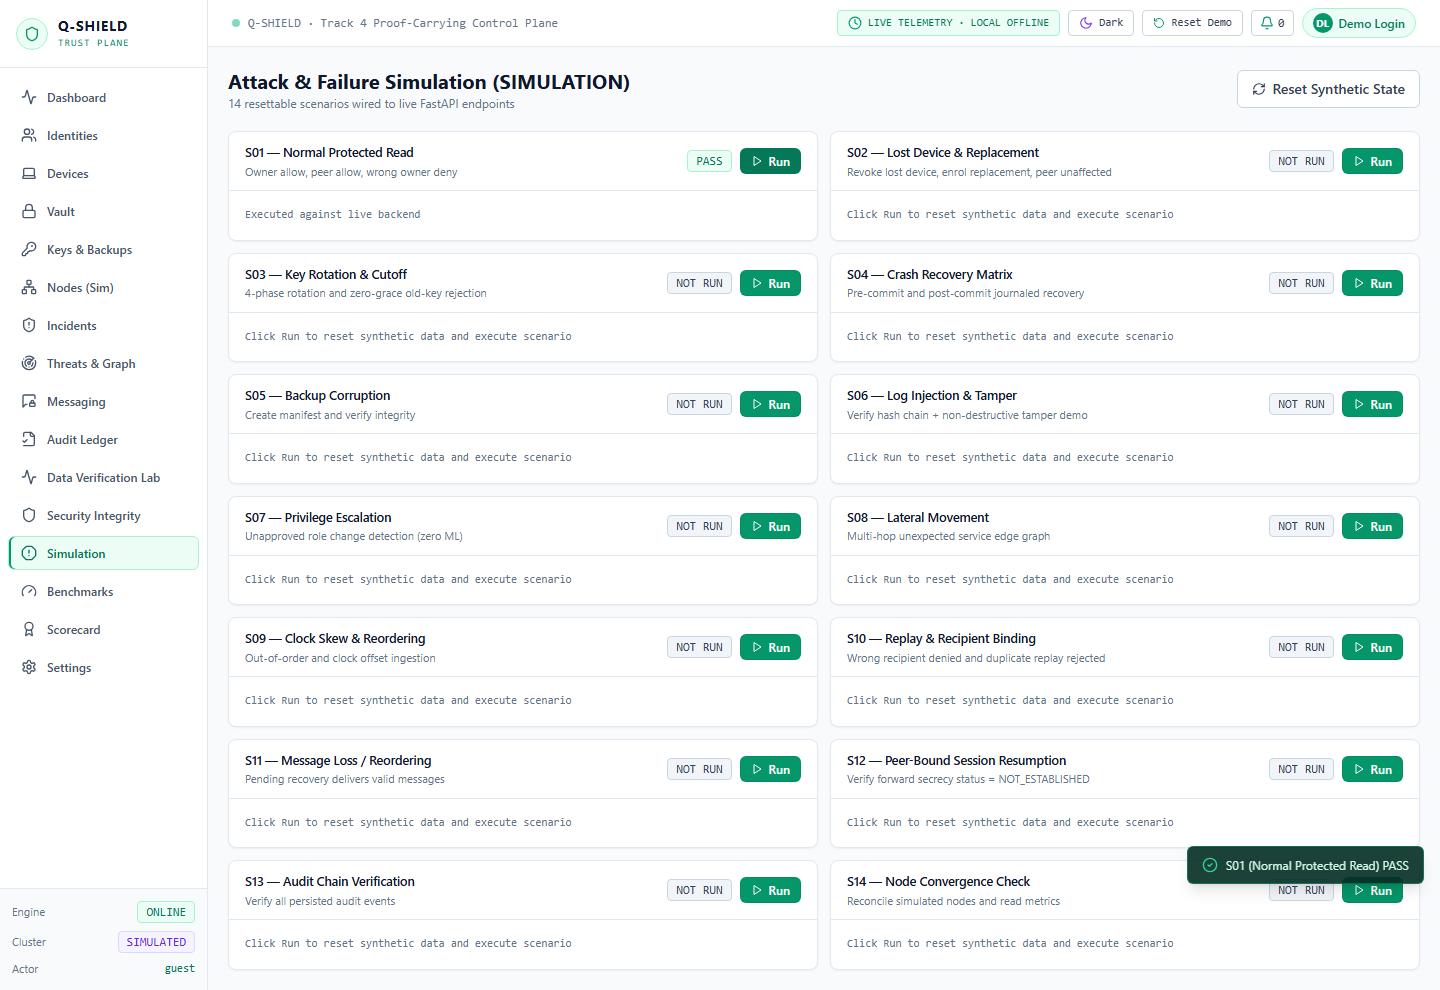 Q-SHIELD
TRUST PLANE
Dashboard
Identities
Devices
Vault
Keys & Backups
Nodes (Sim)
Incidents
Threats & Graph
Messaging
Audit Ledger
Data Verification Lab
Security Integrity
Simulation
Benchmarks
Scorecard
Settings
Engine ONLINE
Cluster SIMULATED
Actor guest
Q-SHIELD · Track 4 Proof-Carrying Control Plane
LIVE TELEMETRY · LOCAL OFFLINE
Dark
Reset Demo
0
DL Demo Login
Attack & Failure Simulation (SIMULATION)
14 resettable scenarios wired to live FastAPI endpoints
Reset Synthetic State
S01 — Normal Protected Read
Owner allow, peer allow, wrong owner deny
PASS Run
Executed against live backend
S02 — Lost Device & Replacement
Revoke lost device, enrol replacement, peer unaffected
NOT RUN Run
Click Run to reset synthetic data and execute scenario
S03 — Key Rotation & Cutoff
4-phase rotation and zero-grace old-key rejection
NOT RUN Run
Click Run to reset synthetic data and execute scenario
S04 — Crash Recovery Matrix
Pre-commit and post-commit journaled recovery
NOT RUN Run
Click Run to reset synthetic data and execute scenario
S05 — Backup Corruption
Create manifest and verify integrity
NOT RUN Run
Click Run to reset synthetic data and execute scenario
S06 — Log Injection & Tamper
Verify hash chain + non-destructive tamper demo
NOT RUN Run
Click Run to reset synthetic data and execute scenario
S07 — Privilege Escalation
Unapproved role change detection (zero ML)
NOT RUN Run
Click Run to reset synthetic data and execute scenario
S08 — Lateral Movement
Multi-hop unexpected service edge graph
NOT RUN Run
Click Run to reset synthetic data and execute scenario
S09 — Clock Skew & Reordering
Out-of-order and clock offset ingestion
NOT RUN Run
Click Run to reset synthetic data and execute scenario
S10 — Replay & Recipient Binding
Wrong recipient denied and duplicate replay rejected
NOT RUN Run
Click Run to reset synthetic data and execute scenario
S11 — Message Loss / Reordering
Pending recovery delivers valid messages
NOT RUN Run
Click Run to reset synthetic data and execute scenario
S12 — Peer-Bound Session Resumption
Verify forward secrecy status = NOT_ESTABLISHED
NOT RUN Run
Click Run to reset synthetic data and execute scenario
S13 — Audit Chain Verification
Verify all persisted audit events
NOT RUN Run
Click Run to reset synthetic data and execute scenario
S14 — Node Convergence Check
Reconcile simulated nodes and read metrics
NOT RUN Run
Click Run to reset synthetic data and execute scenario
S01 (Normal Protected Read) PASS